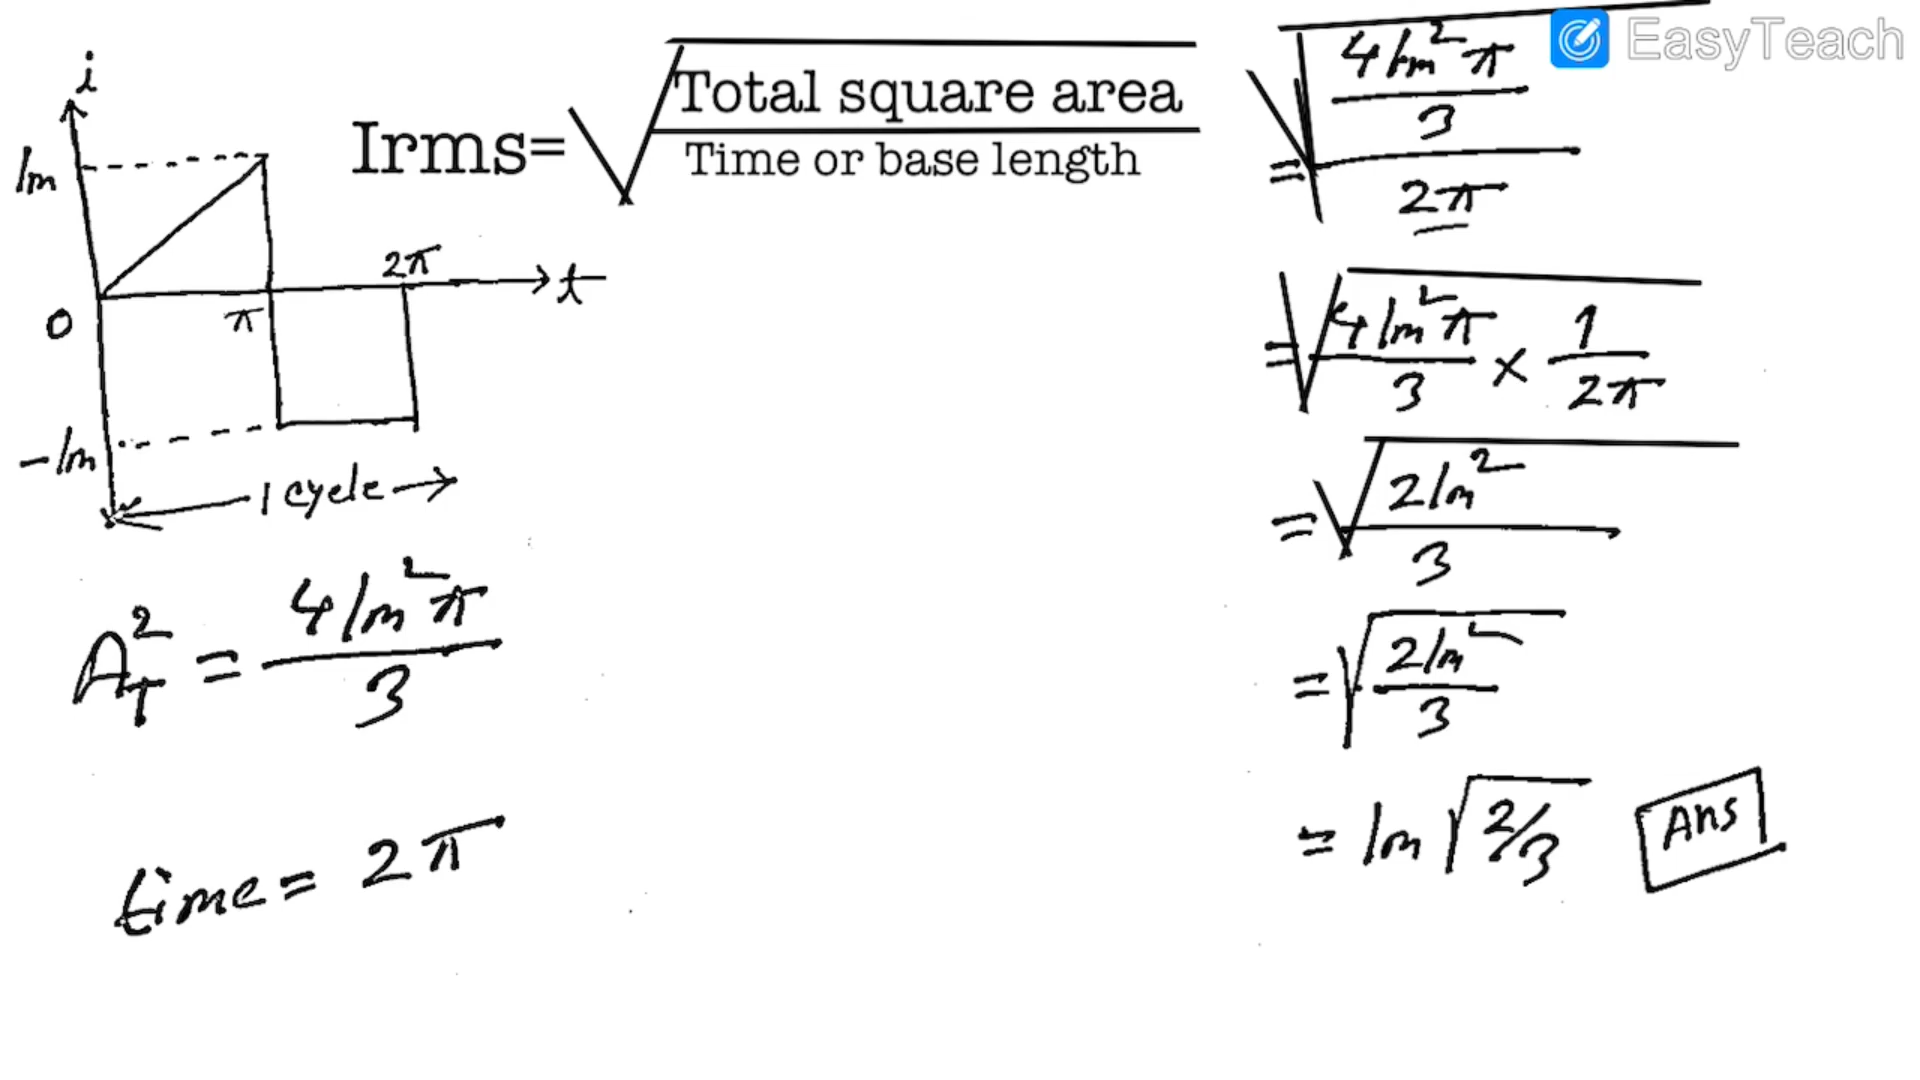 i
Im
0
π
2π
t
-Im
1 cycle
Irms=√(Total square area / Time or base length)
A_T² = 4Im²π / 3
time = 2π
EasyTeach
= √((4Im²π / 3) / 2π)
= √(4Im²π / 3 × 1 / 2π)
= √(2Im² / 3)
= √(2Im² / 3)
= Im √2/3 Ans